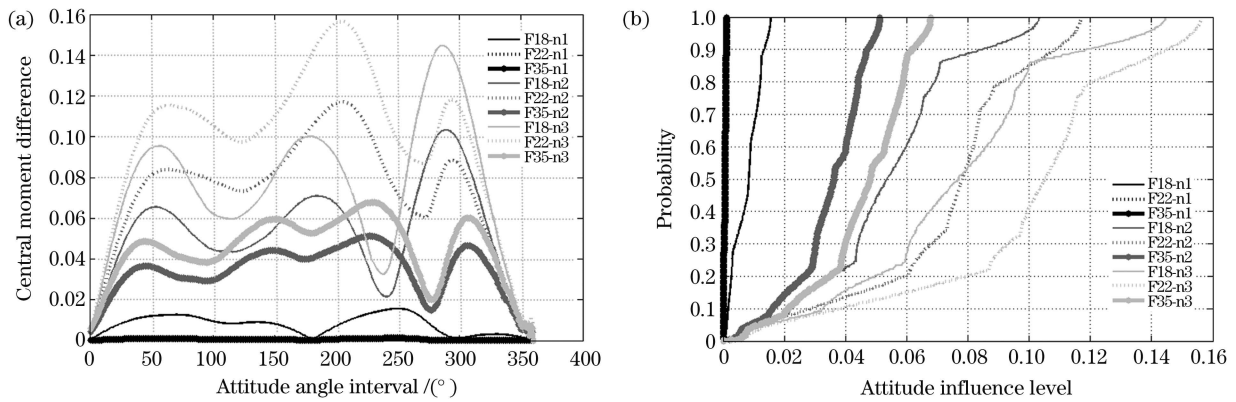 (a)
Central moment difference
0.16
0.14
0.12
0.10
0.08
0.06
0.04
0.02
0
0
50
100
150
200
250
300
350
400
Attitude angle interval /(°)
F18-n1
F22-n1
F35-n1
F18-n2
F22-n2
F35-n2
F18-n3
F22-n3
F35-n3
(b)
Probability
1.0
0.9
0.8
0.7
0.6
0.5
0.4
0.3
0.2
0.1
0
0
0.02
0.04
0.06
0.08
0.10
0.12
0.14
0.16
Attitude influence level
F18-n1
F22-n1
F35-n1
F18-n2
F22-n2
F35-n2
F18-n3
F22-n3
F35-n3